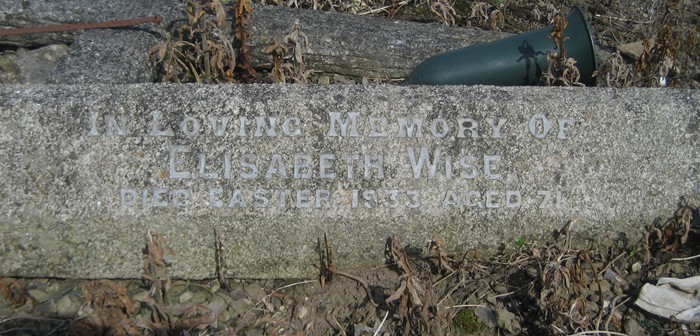 In Loving Memory Of
Elisabeth Wise
Died Easter 1933 Aged 71